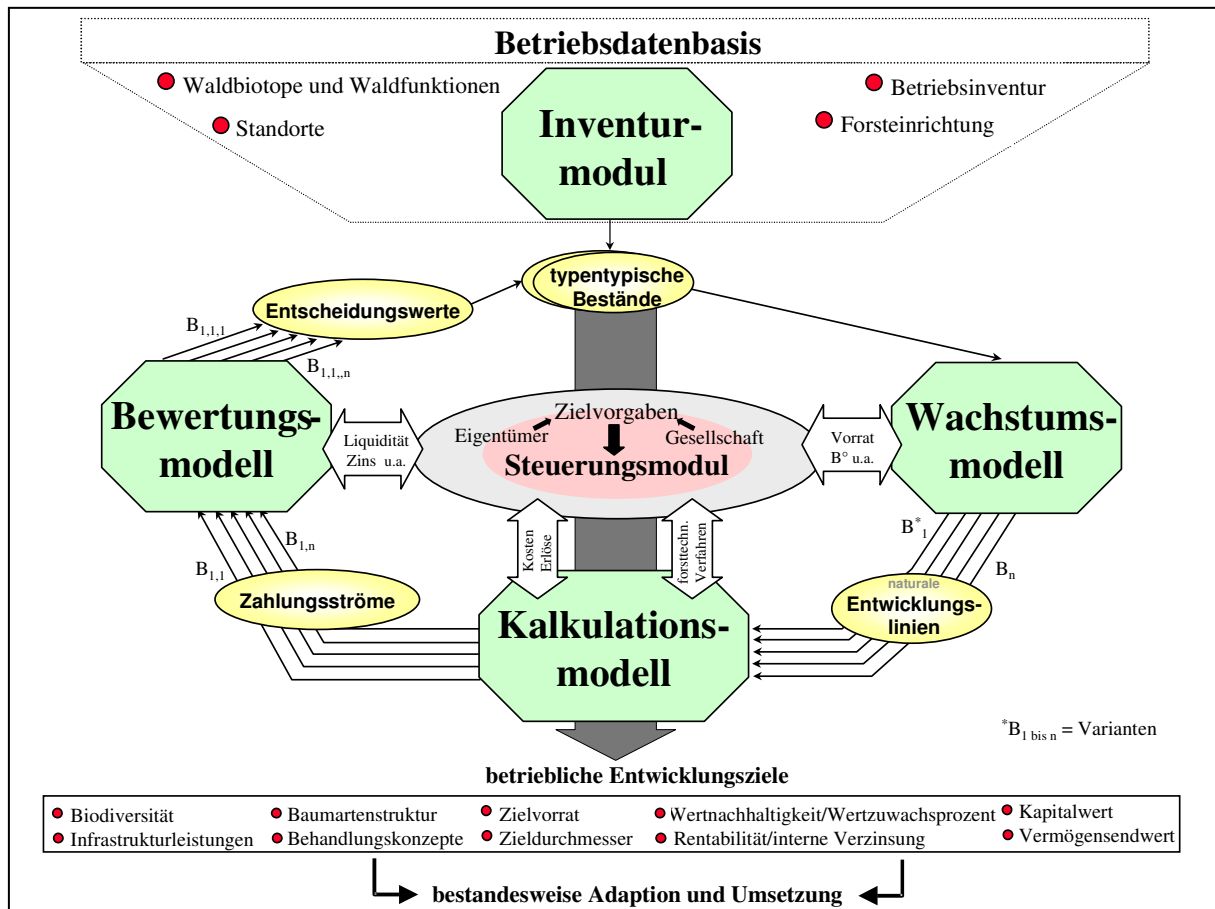 Betriebsdatenbasis
Waldbiotope und Waldfunktionen
Betriebsinventur
Standorte
Forsteinrichtung
Inventur-
modul
typentypische
Bestände
Entscheidungswerte
B1,1,1
B1,1,,n
Bewertungs-
modell
Liquidität
Zins u.a.
Zielvorgaben
Eigentümer
Gesellschaft
Steuerungsmodul
Vorrat
B° u.a.
Wachstums-
modell
Kosten
Erlöse
forsttechn.
Verfahren
B*1
Bn
B1,n
B1,1
Zahlungsströme
naturale
Entwicklungs-
linien
Kalkulations-
modell
*B1 bis n = Varianten
betriebliche Entwicklungsziele
Biodiversität
Baumartenstruktur
Zielvorrat
Wertnachhaltigkeit/Wertzuwachsprozent
Kapitalwert
Infrastrukturleistungen
Behandlungskonzepte
Zieldurchmesser
Rentabilität/interne Verzinsung
Vermögensendwert
bestandesweise Adaption und Umsetzung